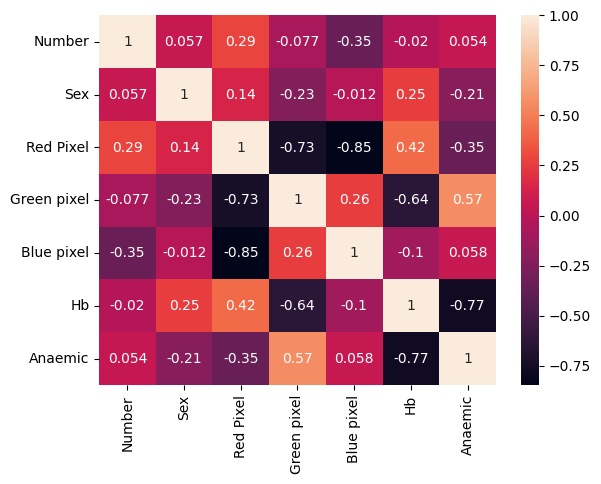 Number 1 0.057 0.29 -0.077 -0.35 -0.02 0.054
Sex 0.057 1 0.14 -0.23 -0.012 0.25 -0.21
Red Pixel 0.29 0.14 1 -0.73 -0.85 0.42 -0.35
Green pixel -0.077 -0.23 -0.73 1 0.26 -0.64 0.57
Blue pixel -0.35 -0.012 -0.85 0.26 1 -0.1 0.058
Hb -0.02 0.25 0.42 -0.64 -0.1 1 -0.77
Anaemic 0.054 -0.21 -0.35 0.57 0.058 -0.77 1
Number
Sex
Red Pixel
Green pixel
Blue pixel
Hb
Anaemic
1.00
0.75
0.50
0.25
0.00
−0.25
−0.50
−0.75